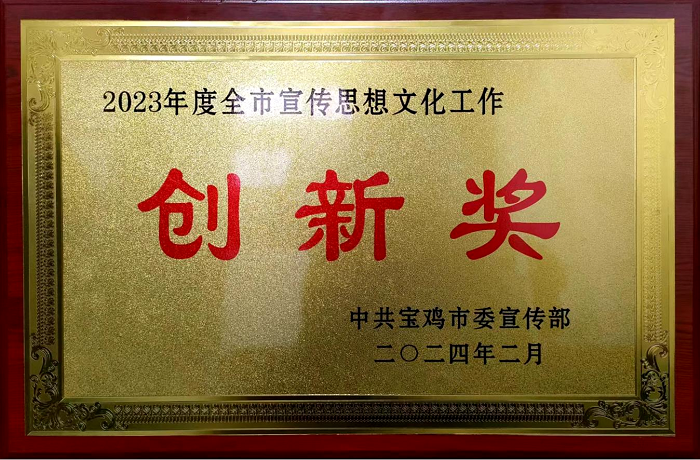 2023年度全市宣传思想文化工作
创新奖
中共宝鸡市委宣传部
二〇二四年二月